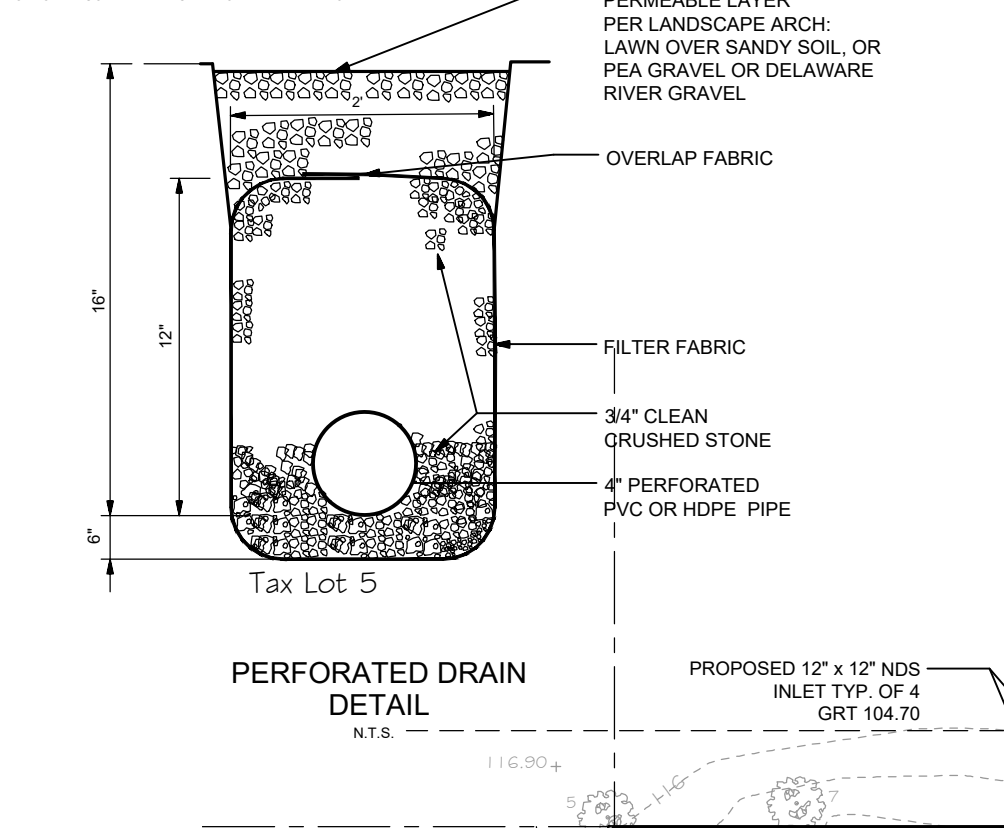 PERMEABLE LAYER
PER LANDSCAPE ARCH:
LAWN OVER SANDY SOIL, OR
PEA GRAVEL OR DELAWARE
RIVER GRAVEL
2'
OVERLAP FABRIC
16"
12"
FILTER FABRIC
3/4" CLEAN
CRUSHED STONE
4" PERFORATED
PVC OR HDPE PIPE
6"
Tax Lot 5
PERFORATED DRAIN
DETAIL
N.T.S.
PROPOSED 12" x 12" NDS
INLET TYP. OF 4
GRT 104.70
116.90+
116
5
7